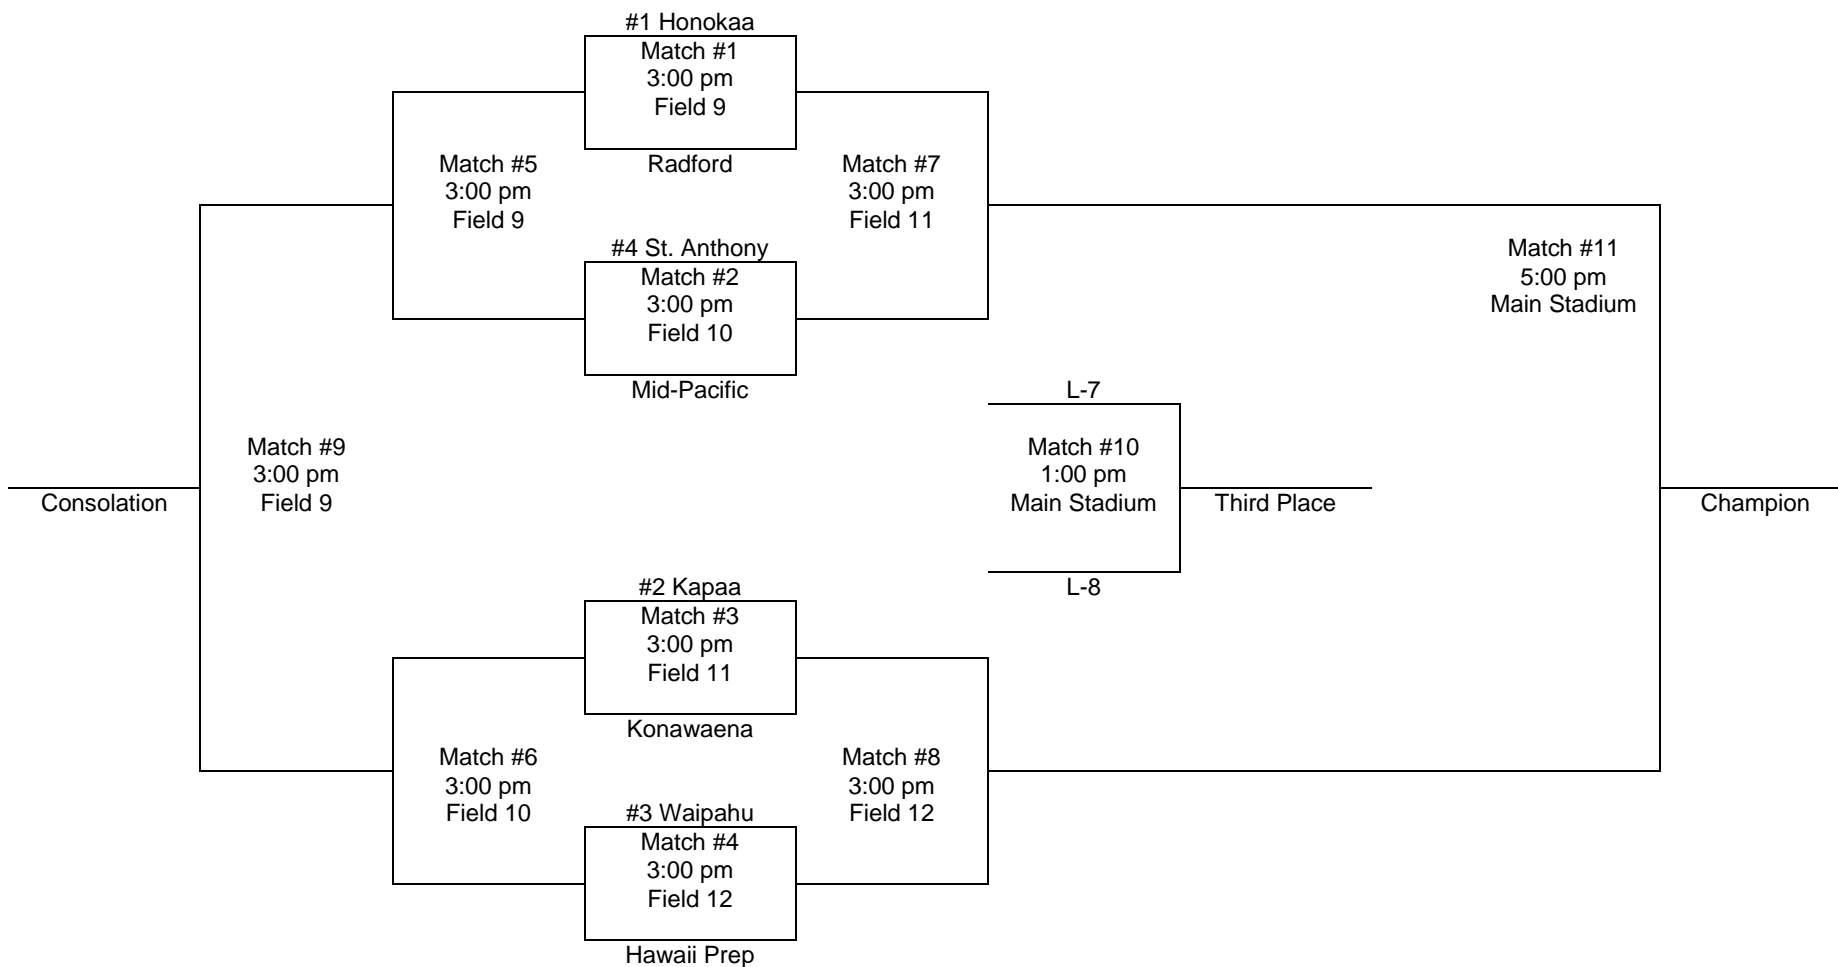 #1 Honokaa
Match #1
3:00 pm
Field 9
Radford
Match #5
3:00 pm
Field 9
Match #7
3:00 pm
Field 11
#4 St. Anthony
Match #2
3:00 pm
Field 10
Mid-Pacific
Match #11
5:00 pm
Main Stadium
L-7
Match #9
3:00 pm
Field 9
Consolation
Match #10
1:00 pm
Main Stadium
Third Place
Champion
L-8
#2 Kapaa
Match #3
3:00 pm
Field 11
Konawaena
Match #6
3:00 pm
Field 10
Match #8
3:00 pm
Field 12
#3 Waipahu
Match #4
3:00 pm
Field 12
Hawaii Prep